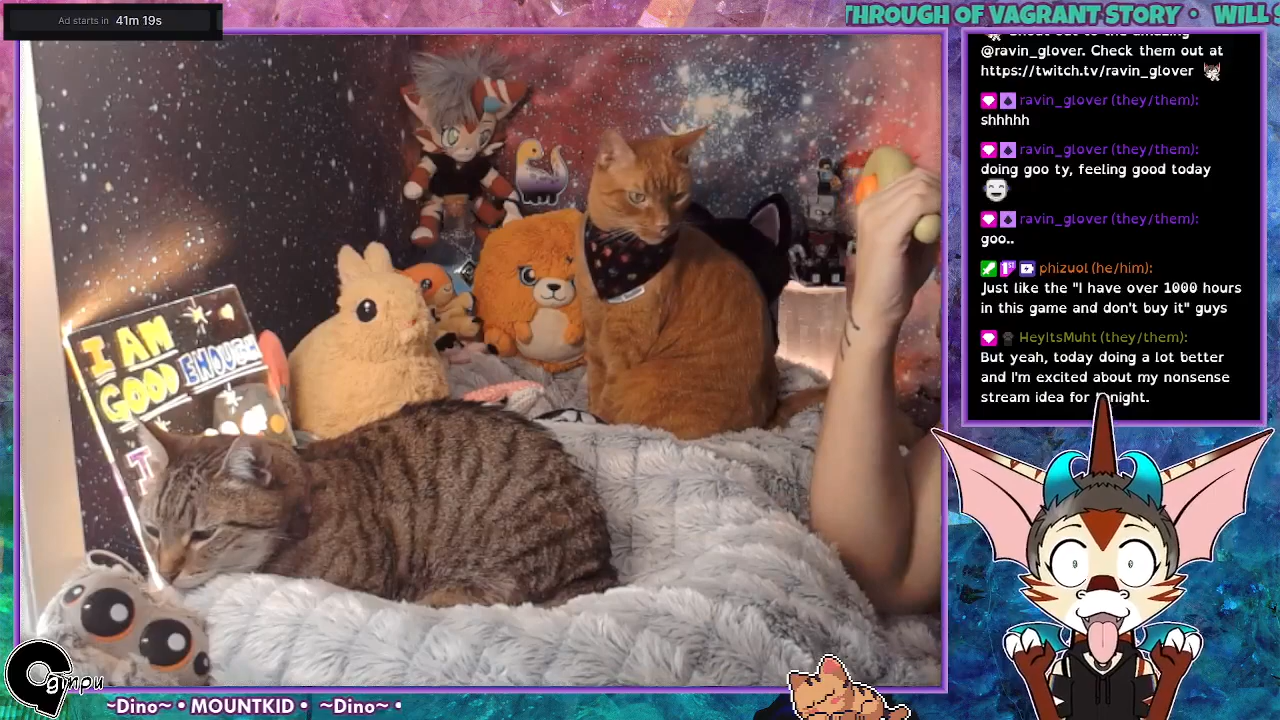 Ad starts in 41m 19s
THROUGH OF VAGRANT STORY • WILL
@ravin_glover. Check them out at
https://twitch.tv/ravin_glover
ravin_glover (they/them):
shhhhh
ravin_glover (they/them):
doing goo ty, feeling good today
ravin_glover (they/them):
goo..
phizuol (he/him):
Just like the "I have over 1000 hours
in this game and don't buy it" guys
HeyItsMuht (they/them):
But yeah, today doing a lot better
and I'm excited about my nonsense
stream idea for tonight.
I AM
GOOD ENOUGH
I
ginpu
~Dino~ • MOUNTKID • ~Dino~ •